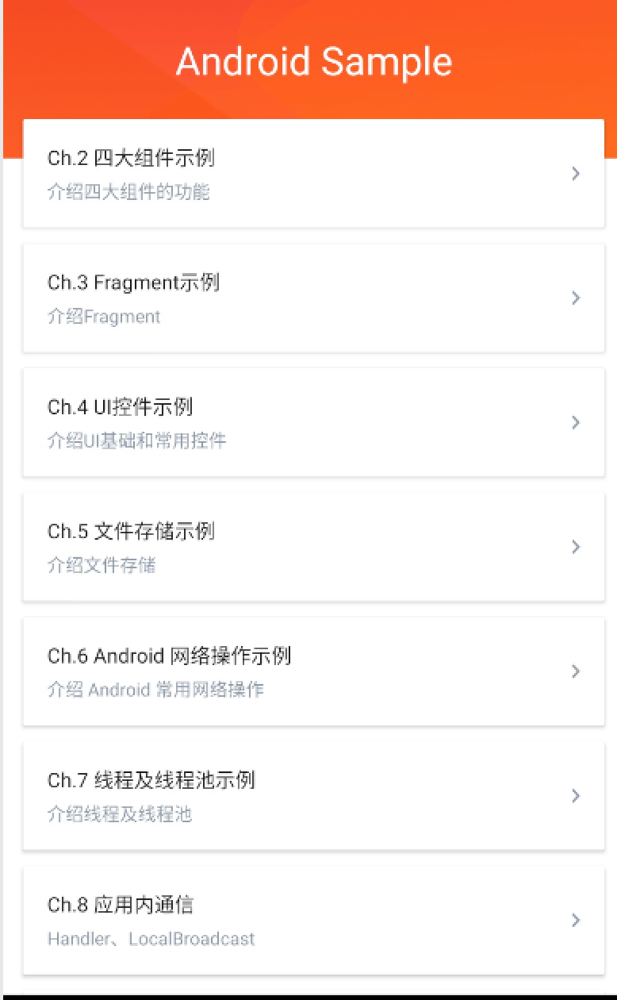 Android Sample
Ch.2 四大组件示例
介绍四大组件的功能
Ch.3 Fragment示例
介绍Fragment
Ch.4 UI控件示例
介绍UI基础和常用控件
Ch.5 文件存储示例
介绍文件存储
Ch.6 Android 网络操作示例
介绍 Android 常用网络操作
Ch.7 线程及线程池示例
介绍线程及线程池
Ch.8 应用内通信
Handler、LocalBroadcast